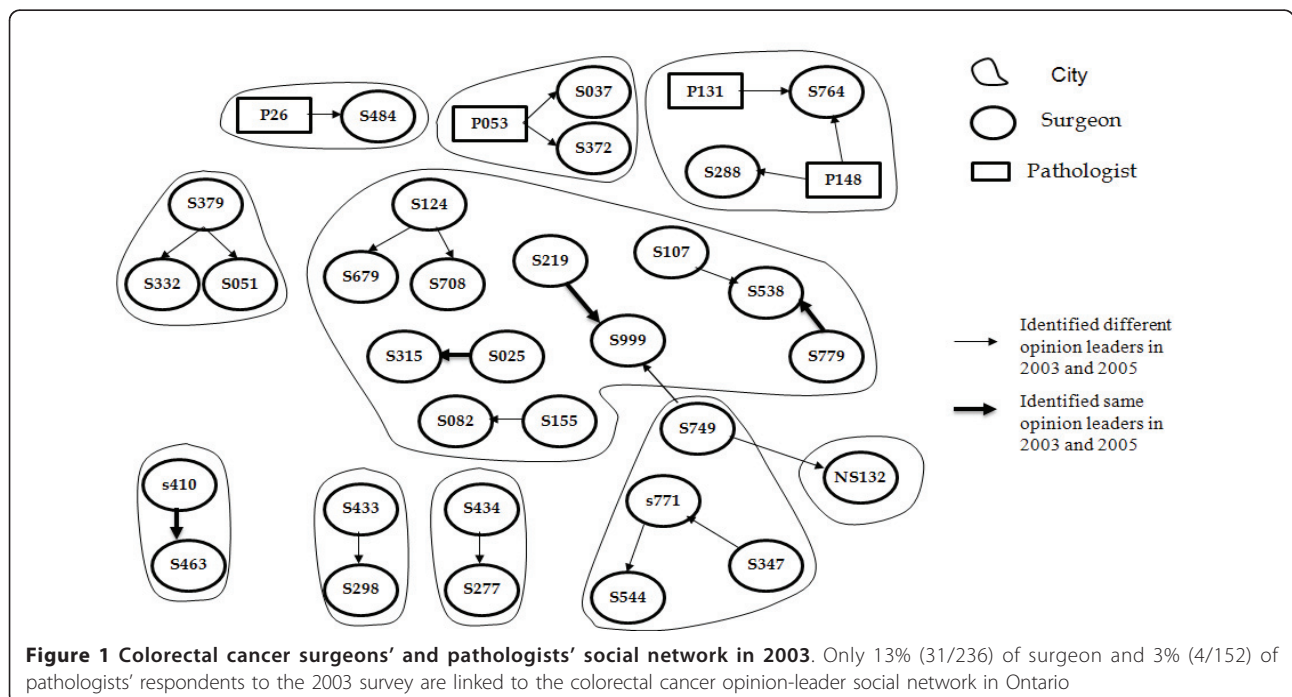 P26
S484
P053
S037
S372
P131
S764
S288
P148
City
Surgeon
Pathologist
S379
S332
S051
S124
S679
S708
S219
S107
S538
S999
S779
S315
S025
S082
S155
Identified different
opinion leaders in
2003 and 2005
Identified same
opinion leaders in
2003 and 2005
S749
NS132
s771
S347
S544
s410
S463
S433
S298
S434
S277
Figure 1 Colorectal cancer surgeons’ and pathologists’ social network in 2003. Only 13% (31/236) of surgeon and 3% (4/152) of
pathologists’ respondents to the 2003 survey are linked to the colorectal cancer opinion-leader social network in Ontario